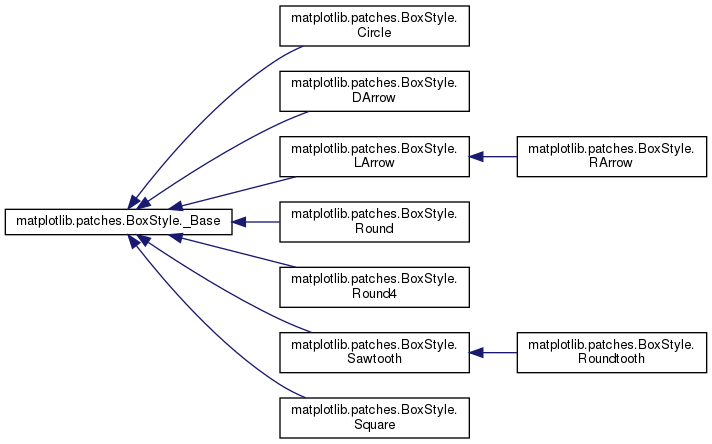 matplotlib.patches.BoxStyle.
Circle
matplotlib.patches.BoxStyle.
DArrow
matplotlib.patches.BoxStyle.
LArrow
matplotlib.patches.BoxStyle.
RArrow
matplotlib.patches.BoxStyle._Base
matplotlib.patches.BoxStyle.
Round
matplotlib.patches.BoxStyle.
Round4
matplotlib.patches.BoxStyle.
Sawtooth
matplotlib.patches.BoxStyle.
Roundtooth
matplotlib.patches.BoxStyle.
Square